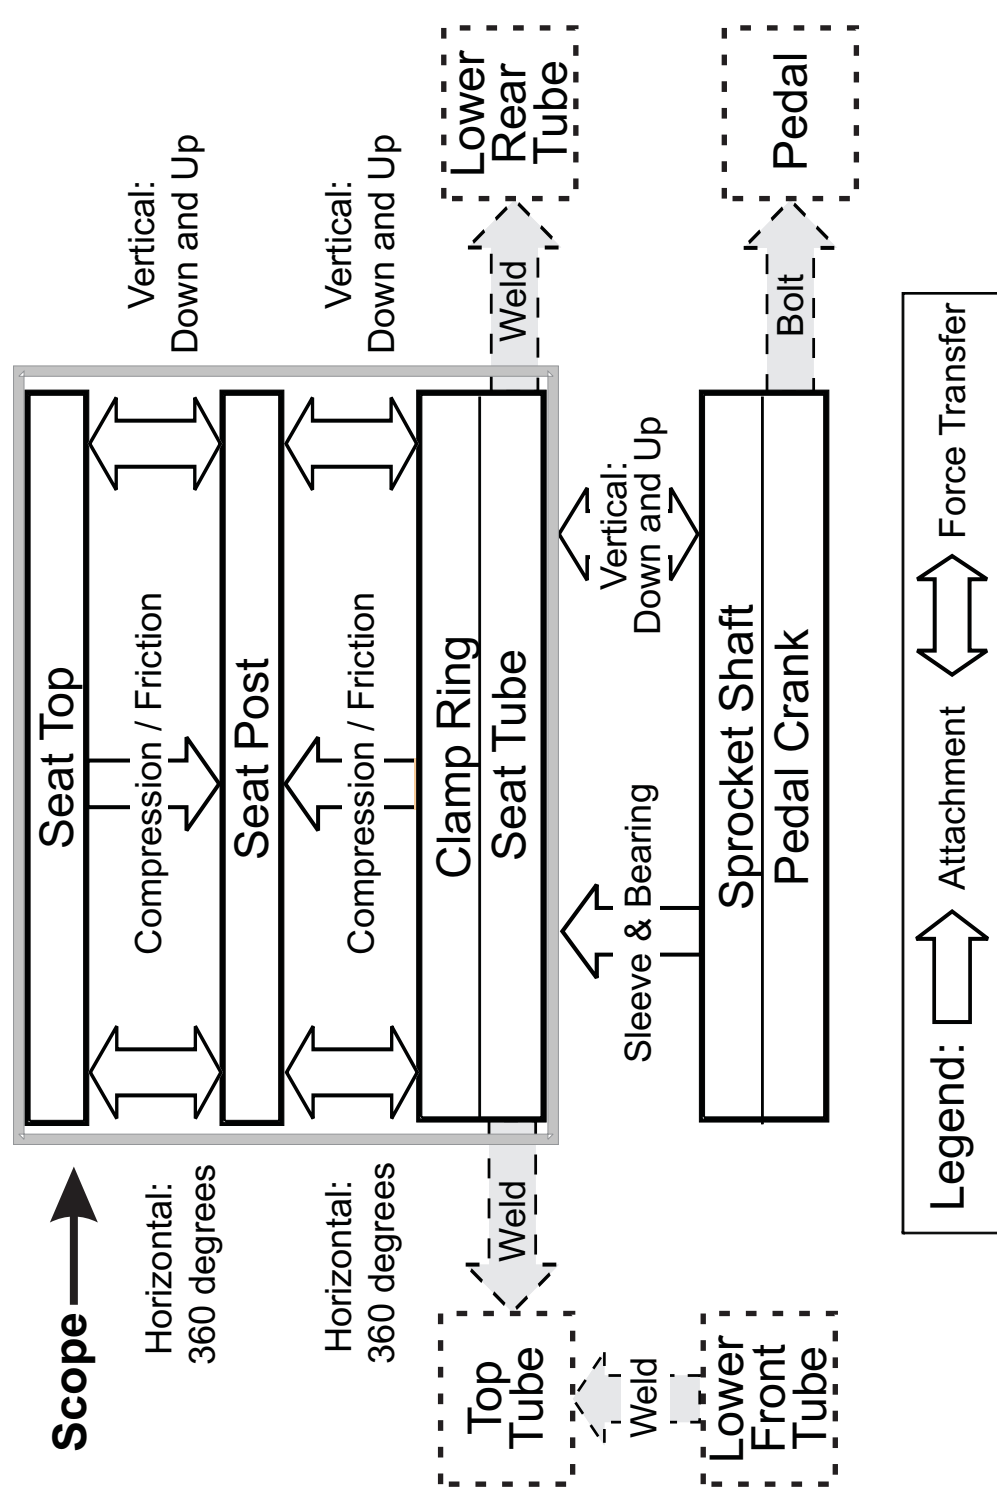 Scope
Seat Top
Horizontal:
360 degrees
Compression / Friction
Vertical:
Down and Up
Seat Post
Horizontal:
360 degrees
Compression / Friction
Vertical:
Down and Up
Top
Tube
Weld
Clamp Ring
Seat Tube
Weld
Lower
Rear
Tube
Weld
Sleeve & Bearing
Vertical:
Down and Up
Lower
Front
Tube
Sprocket Shaft
Pedal Crank
Bolt
Pedal
Legend: Attachment Force Transfer